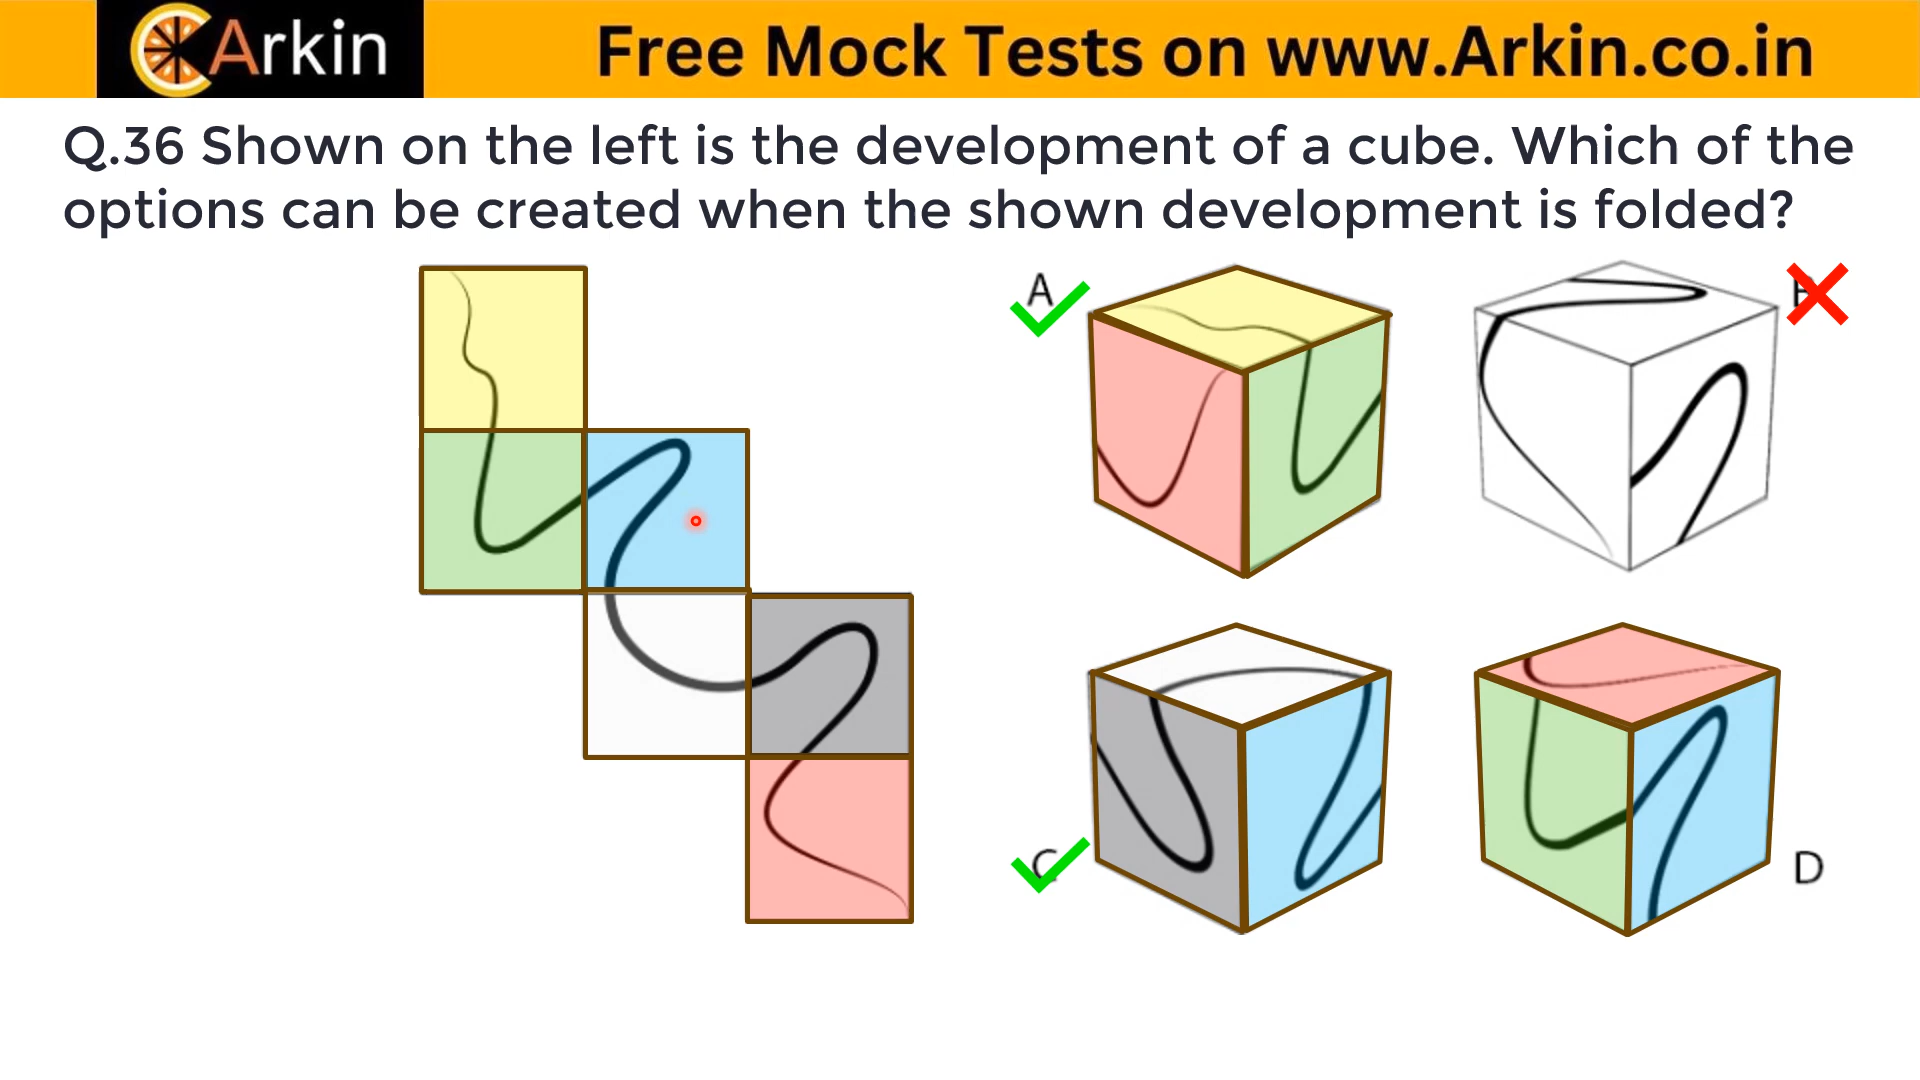 Arkin
Free Mock Tests on www.Arkin.co.in
Q.36 Shown on the left is the development of a cube. Which of the
options can be created when the shown development is folded?
A
C
D